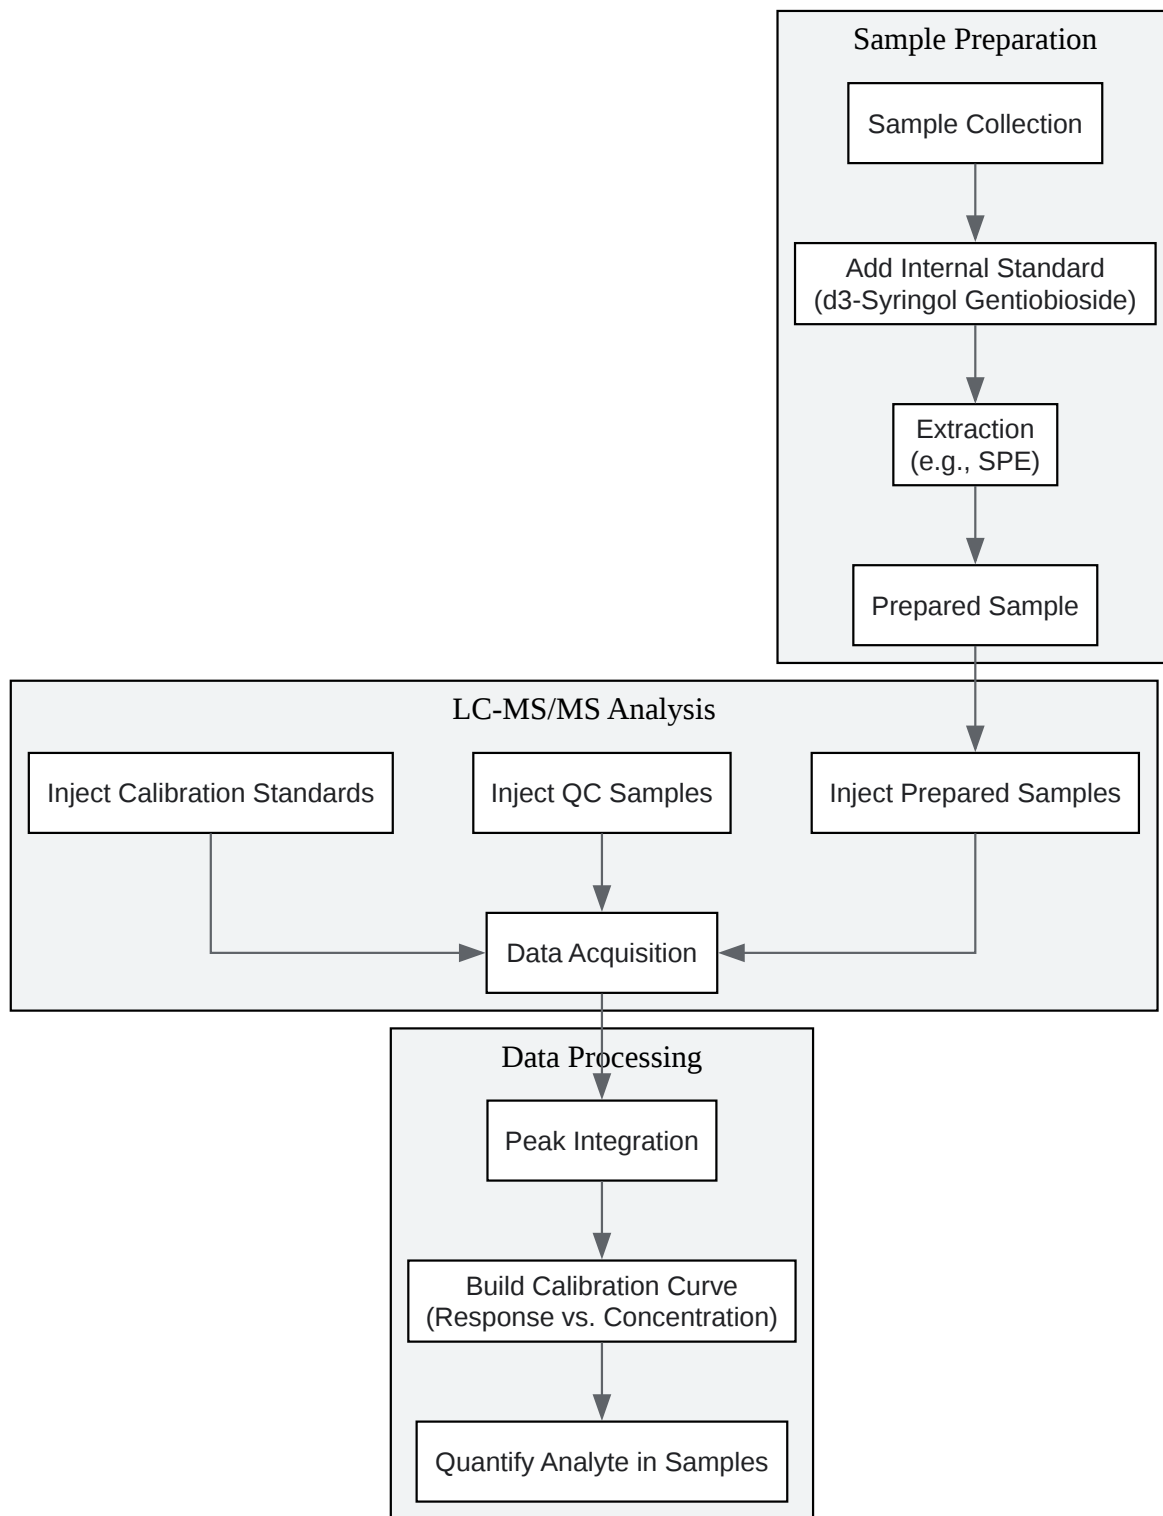 Sample Preparation
Sample Collection
Add Internal Standard
(d3-Syringol Gentiobioside)
Extraction
(e.g., SPE)
Prepared Sample
LC-MS/MS Analysis
Inject Calibration Standards
Inject QC Samples
Inject Prepared Samples
Data Acquisition
Data Processing
Peak Integration
Build Calibration Curve
(Response vs. Concentration)
Quantify Analyte in Samples